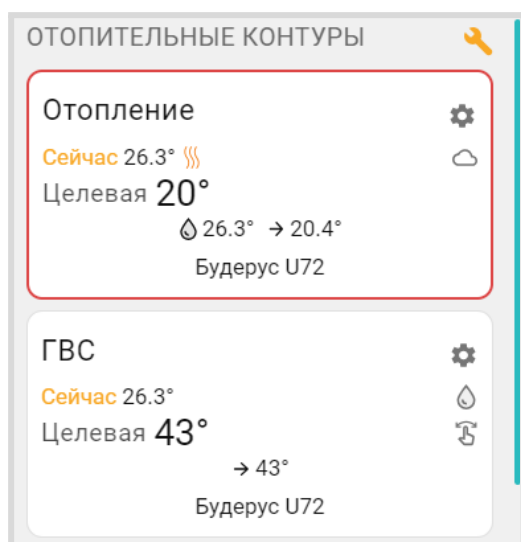 ОТОПИТЕЛЬНЫЕ КОНТУРЫ
Отопление
Сейчас 26.3°
Целевая 20°
26.3° → 20.4°
Будерус U72
ГВС
Сейчас 26.3°
Целевая 43°
→ 43°
Будерус U72